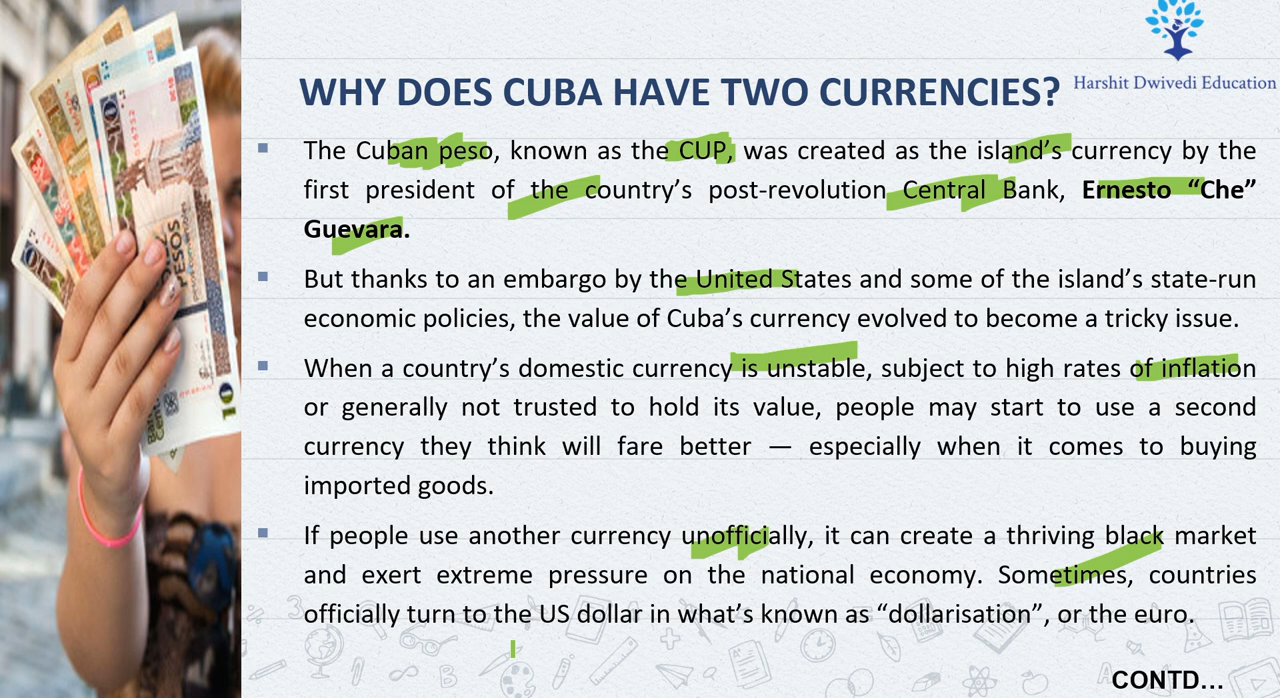 Harshit Dwivedi Education
WHY DOES CUBA HAVE TWO CURRENCIES?
The Cuban peso, known as the CUP, was created as the island’s currency by the
first president of the country’s post-revolution Central Bank, Ernesto “Che”
Guevara.
But thanks to an embargo by the United States and some of the island’s state-run
economic policies, the value of Cuba’s currency evolved to become a tricky issue.
When a country’s domestic currency is unstable, subject to high rates of inflation
or generally not trusted to hold its value, people may start to use a second
currency they think will fare better — especially when it comes to buying
imported goods.
If people use another currency unofficially, it can create a thriving black market
and exert extreme pressure on the national economy. Sometimes, countries
officially turn to the US dollar in what’s known as “dollarisation”, or the euro.
CONTD...
PESOS
10